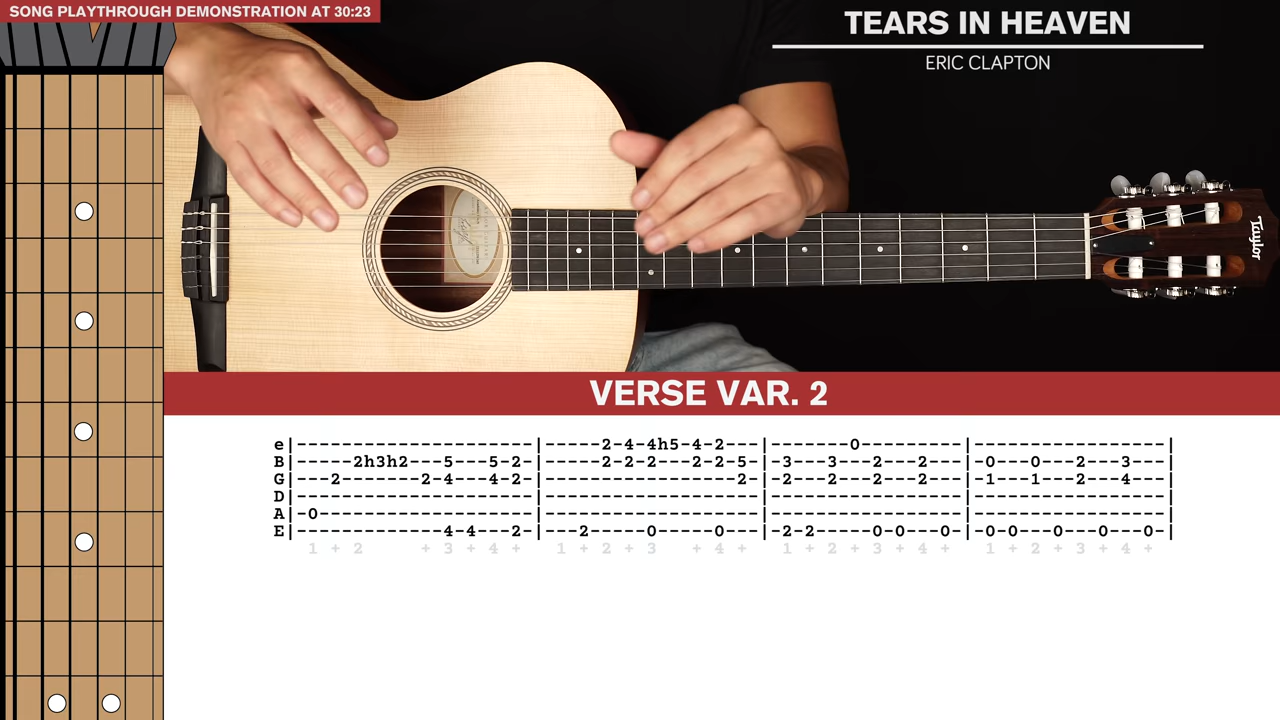 SONG PLAYTHROUGH DEMONSTRATION AT 30:23
TEARS IN HEAVEN
ERIC CLAPTON
Taylor
VERSE VAR. 2
e|---------------------|-----2-4-4h5-4-2---|-------0----------|-----------------|
B|-----2h3h2---5---5-2-|-----2-2-2---2-2-5-|-3---3---2---2---|-0---0---2---3---|
G|---2-------2-4---4-2-|-----------------2-|-2---2---2---2---|-1---1---2---4---|
D|---------------------|-------------------|-----------------|-----------------|
A|-0-------------------|-------------------|-----------------|-----------------|
E|-------------4-4---2-|---2-----0-----0---|-2-2-----0-0---0-|-0-0---0---0---0-|
1 + 2 + 3 + 4 + 1 + 2 + 3 + 4 + 1 + 2 + 3 + 4 + 1 + 2 + 3 + 4 +